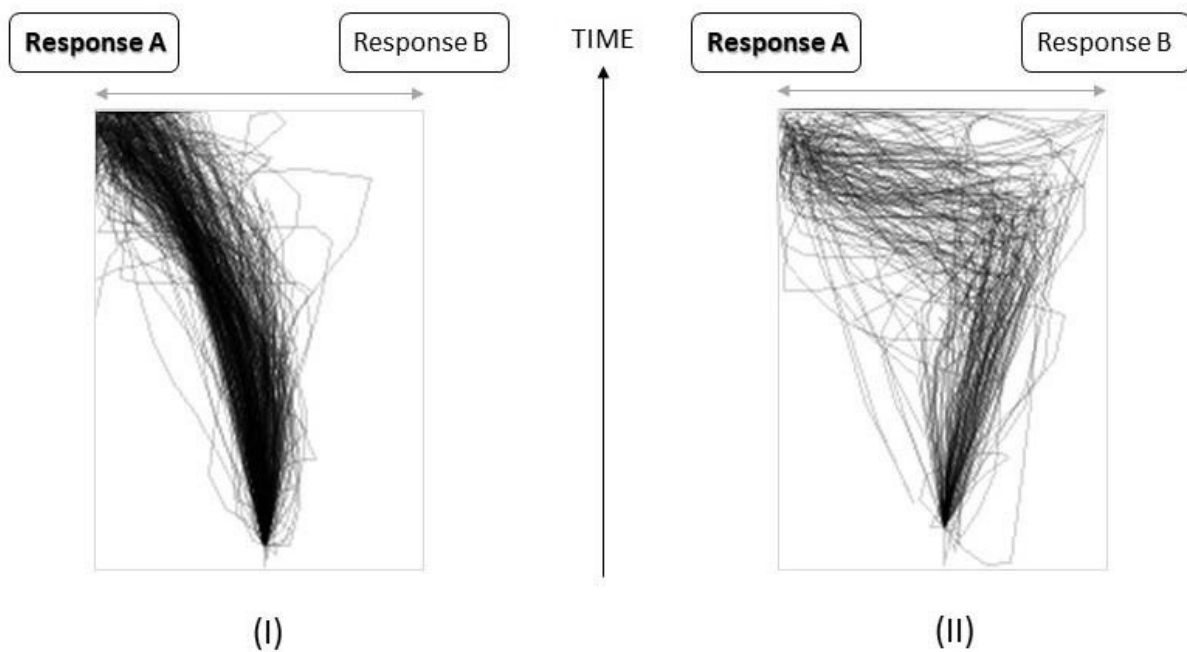 Response A
Response B
TIME
Response A
Response B
(I)
(II)